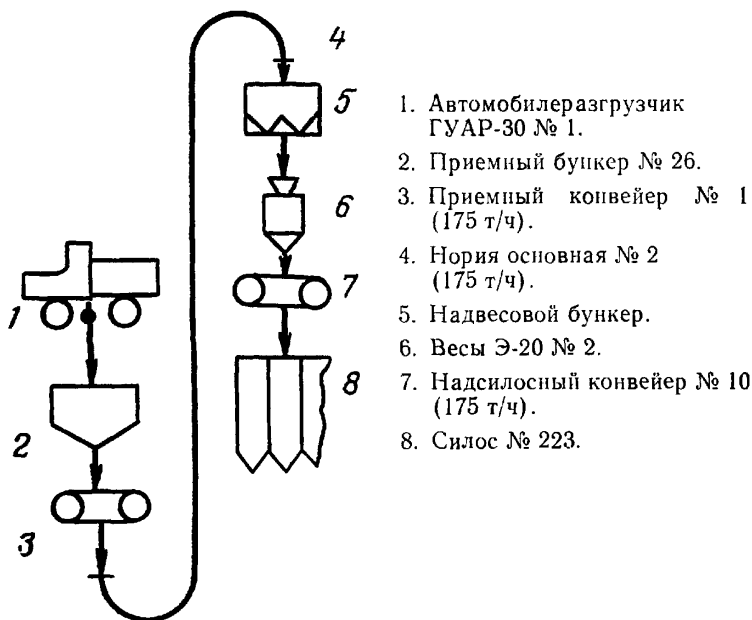 4
5
6
7
8
1
2
3
1. Автомобилеразгрузчик
ГУАР-30 № 1.
2. Приемный бункер № 26.
3. Приемный конвейер № 1
(175 т/ч).
4. Нория основная № 2
(175 т/ч).
5. Надвесовой бункер.
6. Весы Э-20 № 2.
7. Надсилосный конвейер № 10
(175 т/ч).
8. Силос № 223.